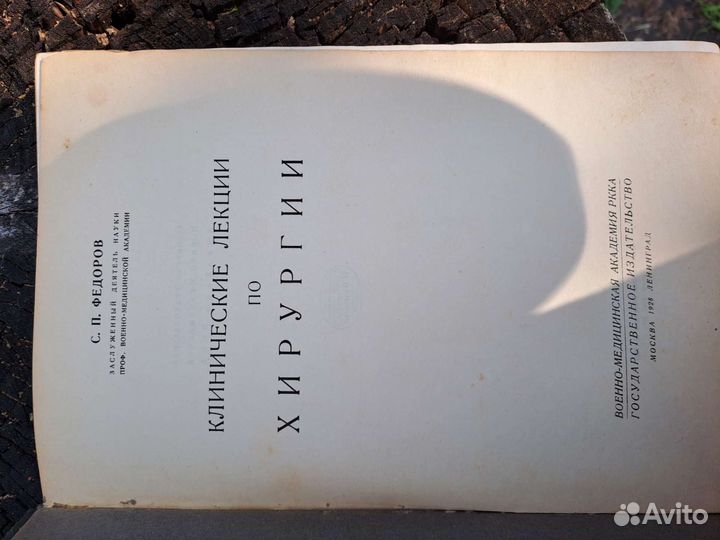 С. П. ФЕДОРОВ
ЗАСЛУЖЕННЫЙ ДЕЯТЕЛЬ НАУКИ
ПРОФ. ВОЕННО-МЕДИЦИНСКОЙ АКАДЕМИИ
КЛИНИЧЕСКИЕ ЛЕКЦИИ
ПО
ХИРУРГИИ
ВОЕННО-МЕДИЦИНСКАЯ АКАДЕМИЯ РККА
ГОСУДАРСТВЕННОЕ ИЗДАТЕЛЬСТВО
МОСКВА 1928 ЛЕНИНГРАД
Avito